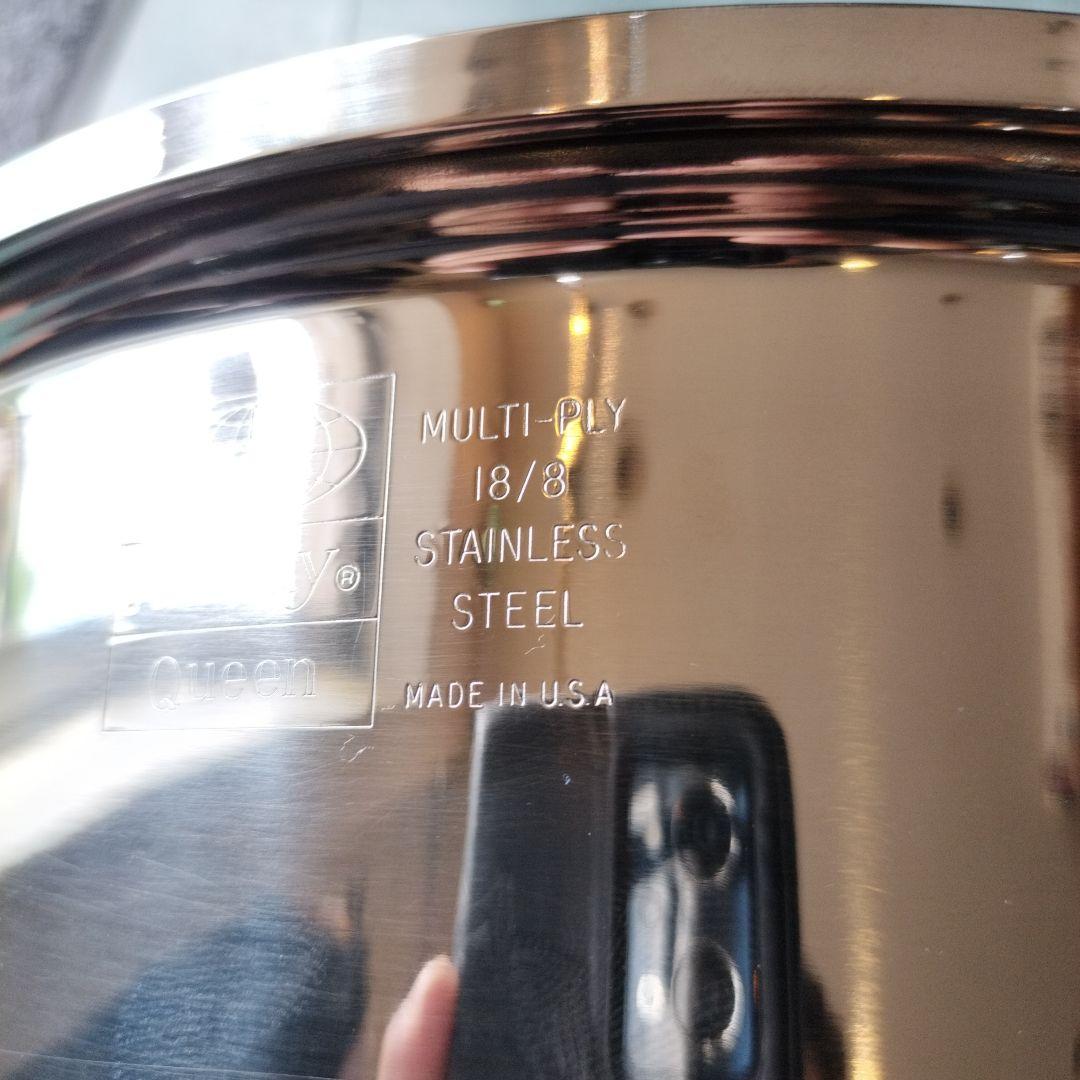 MULTI-PLY
18/8
STAINLESS
STEEL
MADE IN U.S.A
®
Queen